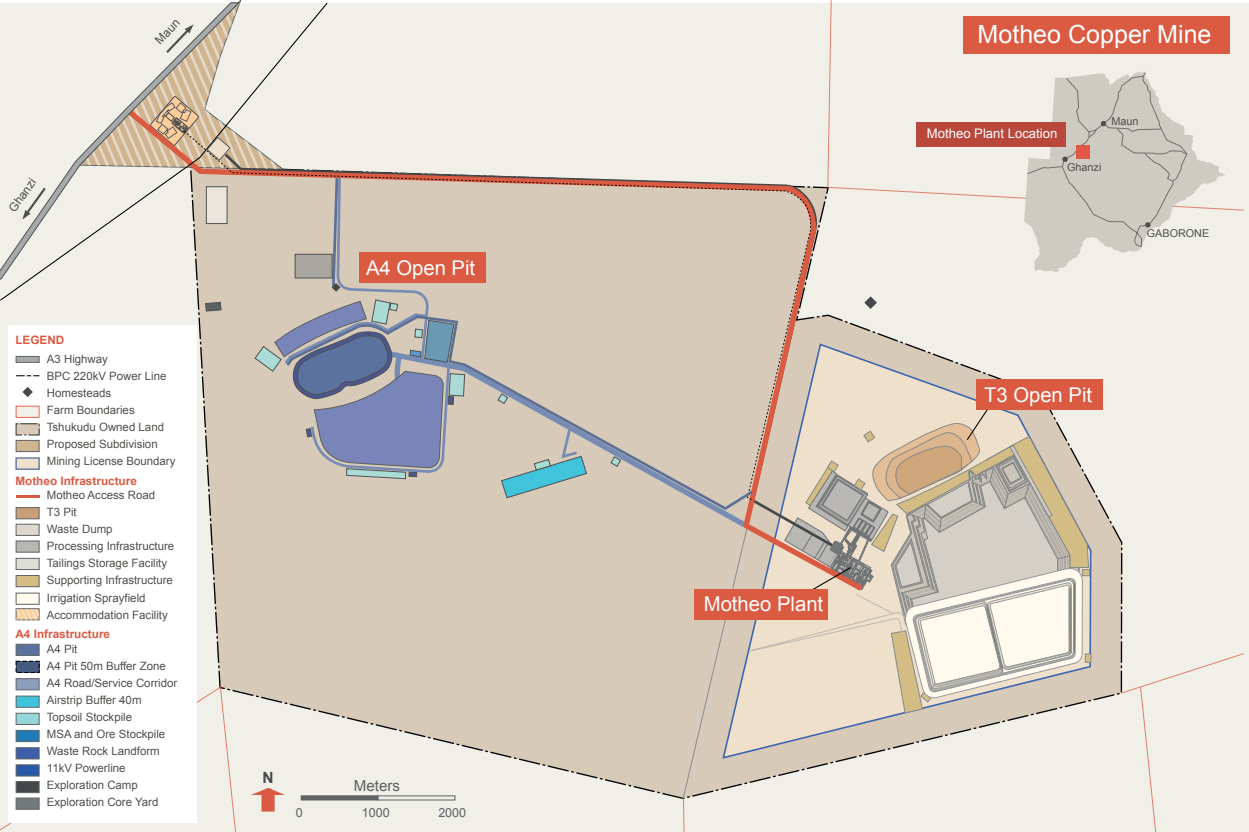 Motheo Copper Mine
Maun
Ghanzi
Motheo Plant Location
Maun
Ghanzi
GABORONE
A4 Open Pit
T3 Open Pit
Motheo Plant
LEGEND
A3 Highway
BPC 220kV Power Line
Homesteads
Farm Boundaries
Tshukudu Owned Land
Proposed Subdivision
Mining License Boundary
Motheo Infrastructure
Motheo Access Road
T3 Pit
Waste Dump
Processing Infrastructure
Tailings Storage Facility
Supporting Infrastructure
Irrigation Sprayfield
Accommodation Facility
A4 Infrastructure
A4 Pit
A4 Pit 50m Buffer Zone
A4 Road/Service Corridor
Airstrip Buffer 40m
Topsoil Stockpile
MSA and Ore Stockpile
Waste Rock Landform
11kV Powerline
Exploration Camp
Exploration Core Yard
N
Meters
0 1000 2000